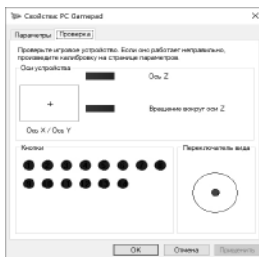 Свойства: PC Gamepad
Параметры Проверка
Проверьте игровое устройство. Если оно работает неправильно,
произведите калибровку на странице параметров.
Оси устройства
Ось Z
Вращение вокруг оси Z
Ось X / Ось Y
Кнопки
Переключатель вида
OK Отмена Применить